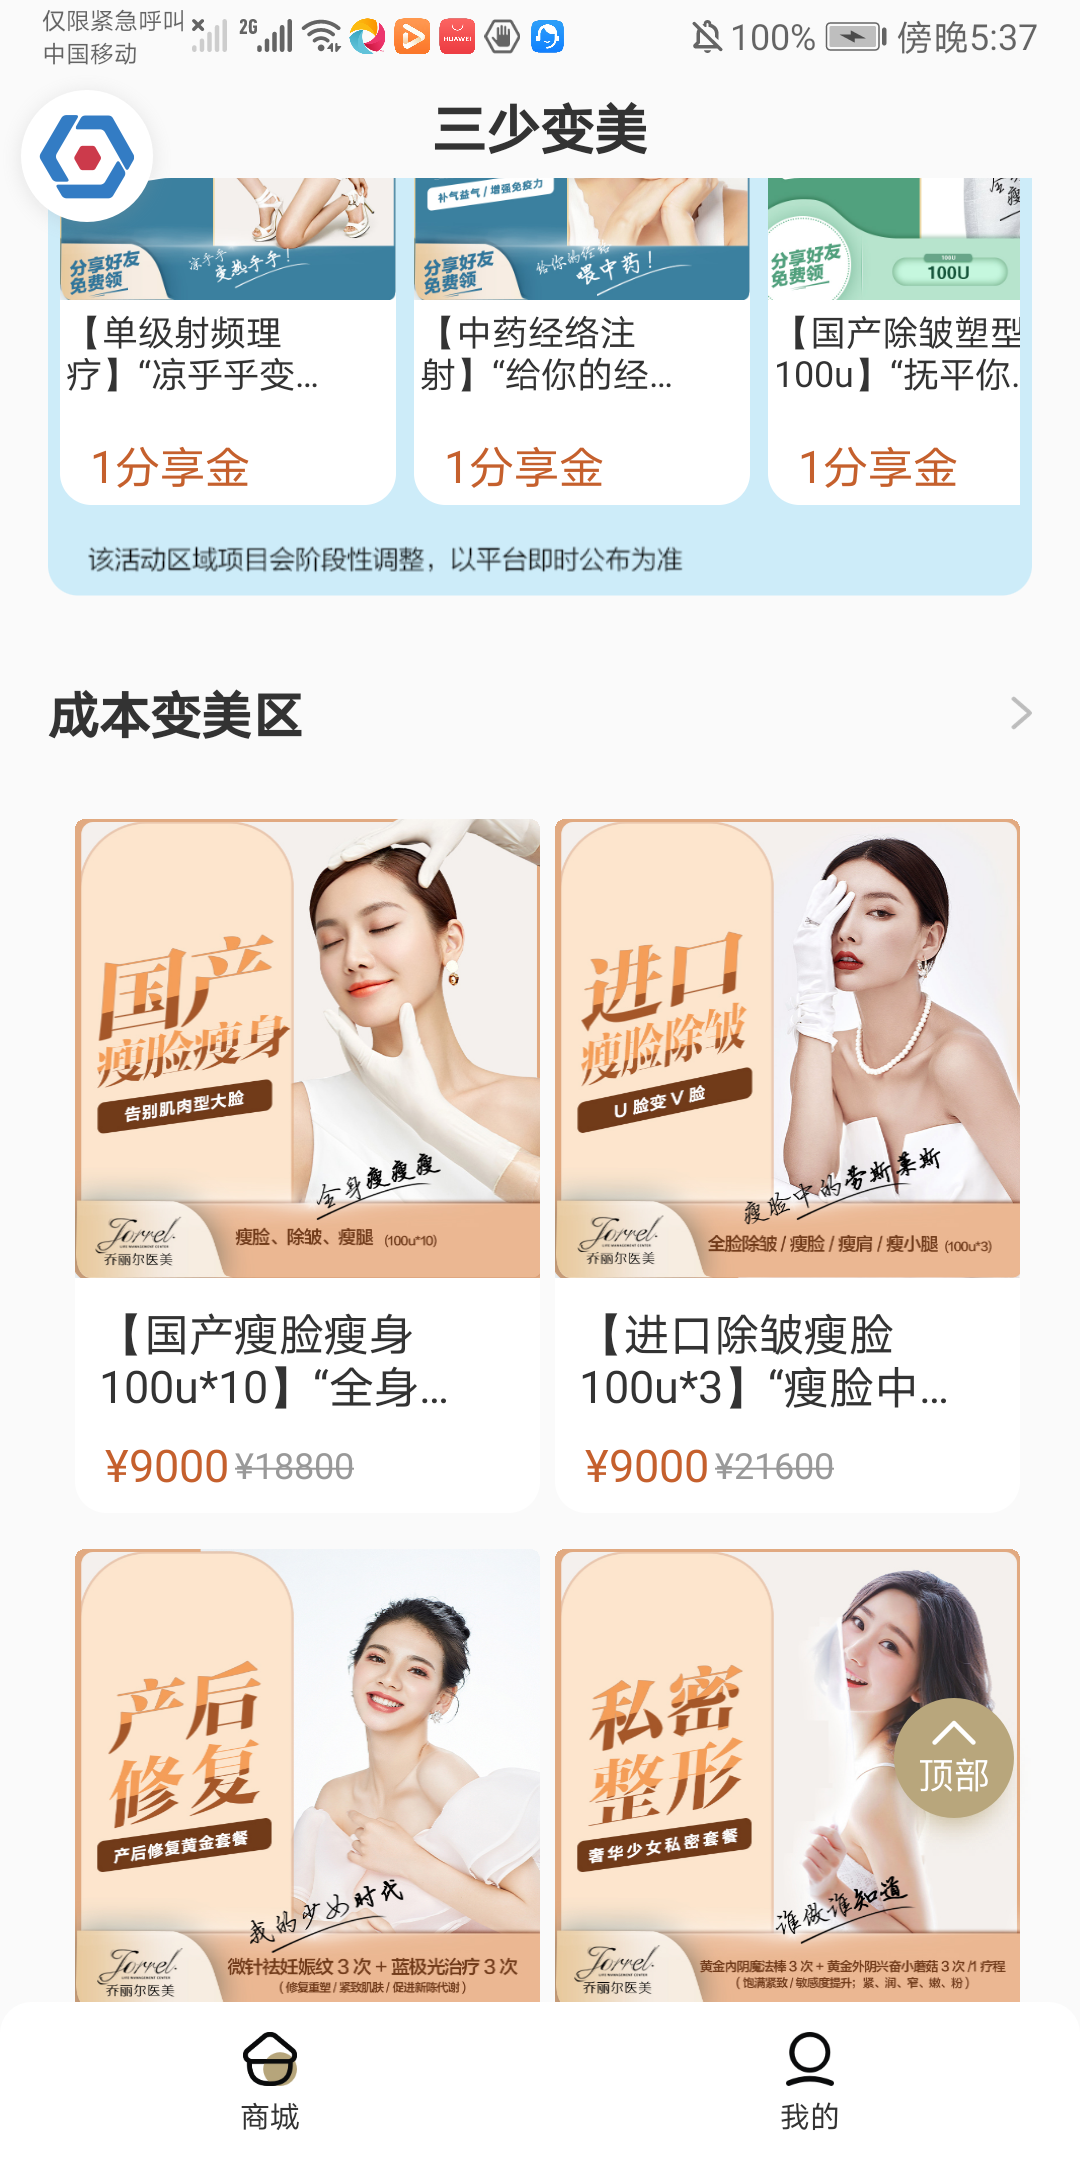 仅限紧急呼叫
中国移动
2G
HUAWEI
100%
傍晚5:37
三少变美
分享好友
免费领
凉乎乎
变热乎乎!
补气益气 / 增强免疫力
分享好友
免费领
给你的经络
喂中药!
分享好友
免费领
100U
100U
【单级射频理
疗】“凉乎乎变...
1分享金
【中药经络注
射】“给你的经...
1分享金
【国产除皱塑型
100u】“抚平你.
1分享金
该活动区域项目会阶段性调整，以平台即时公布为准
成本变美区
国产
瘦脸瘦身
告别肌肉型大脸
全身瘦瘦瘦
Jorrel
LIFE MANAGEMENT CENTER
乔丽尔医美
瘦脸、除皱、瘦腿 (100u*10)
【国产瘦脸瘦身
100u*10】“全身...
¥9000 ¥18800
进口
瘦脸除皱
U 脸变 V 脸
瘦脸中的劳斯莱斯
Jorrel
LIFE MANAGEMENT CENTER
乔丽尔医美
全脸除皱 / 瘦脸 / 瘦肩 / 瘦小腿 (100u*3)
【进口除皱瘦脸
100u*3】“瘦脸中...
¥9000 ¥21600
产后
修复
产后修复黄金套餐
我的少女时代
Jorrel
LIFE MANAGEMENT CENTER
乔丽尔医美
微针祛妊娠纹 3 次 + 蓝极光治疗 3 次
( 修复重塑 / 紧致肌肤 / 促进新陈代谢 )
私密
整形
奢华少女私密套餐
谁做谁知道
Jorrel
LIFE MANAGEMENT CENTER
乔丽尔医美
黄金内阴魔法棒 3 次 + 黄金外阴兴奋小蘑菇 3 次 /1 疗程
( 饱满紧致 / 敏感度提升；紧、润、窄、嫩、粉 )
顶部
商城
我的